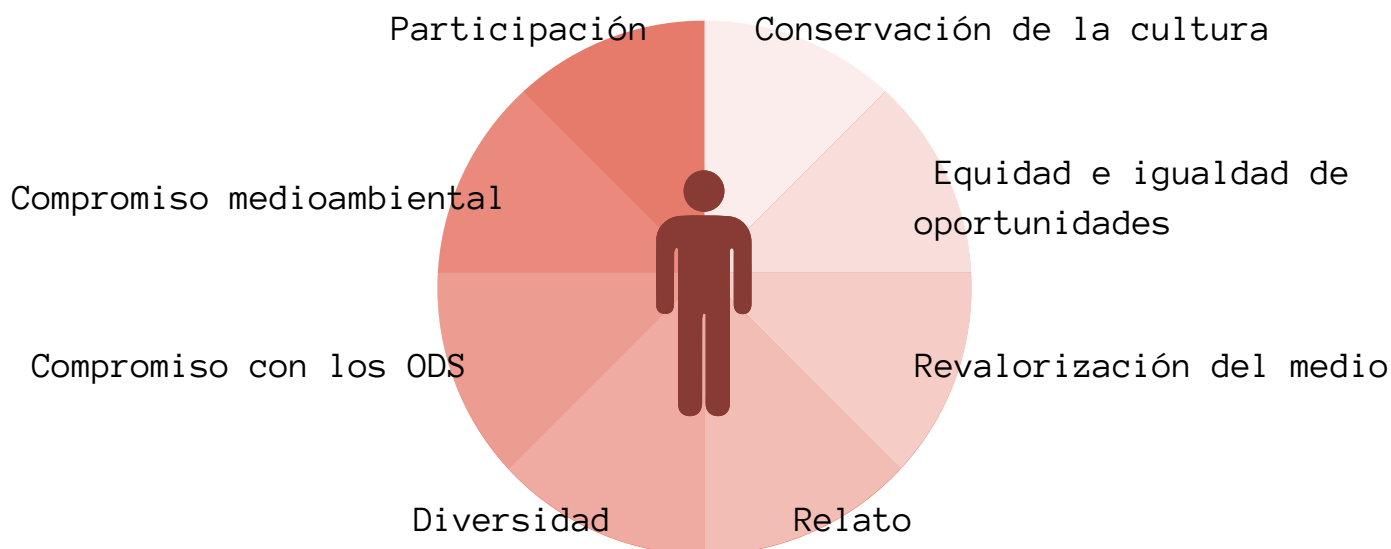 Participación
Conservación de la cultura
Equidad e igualdad de
oportunidades
Compromiso medioambiental
Compromiso con los ODS
Revalorización del medio
Diversidad
Relato